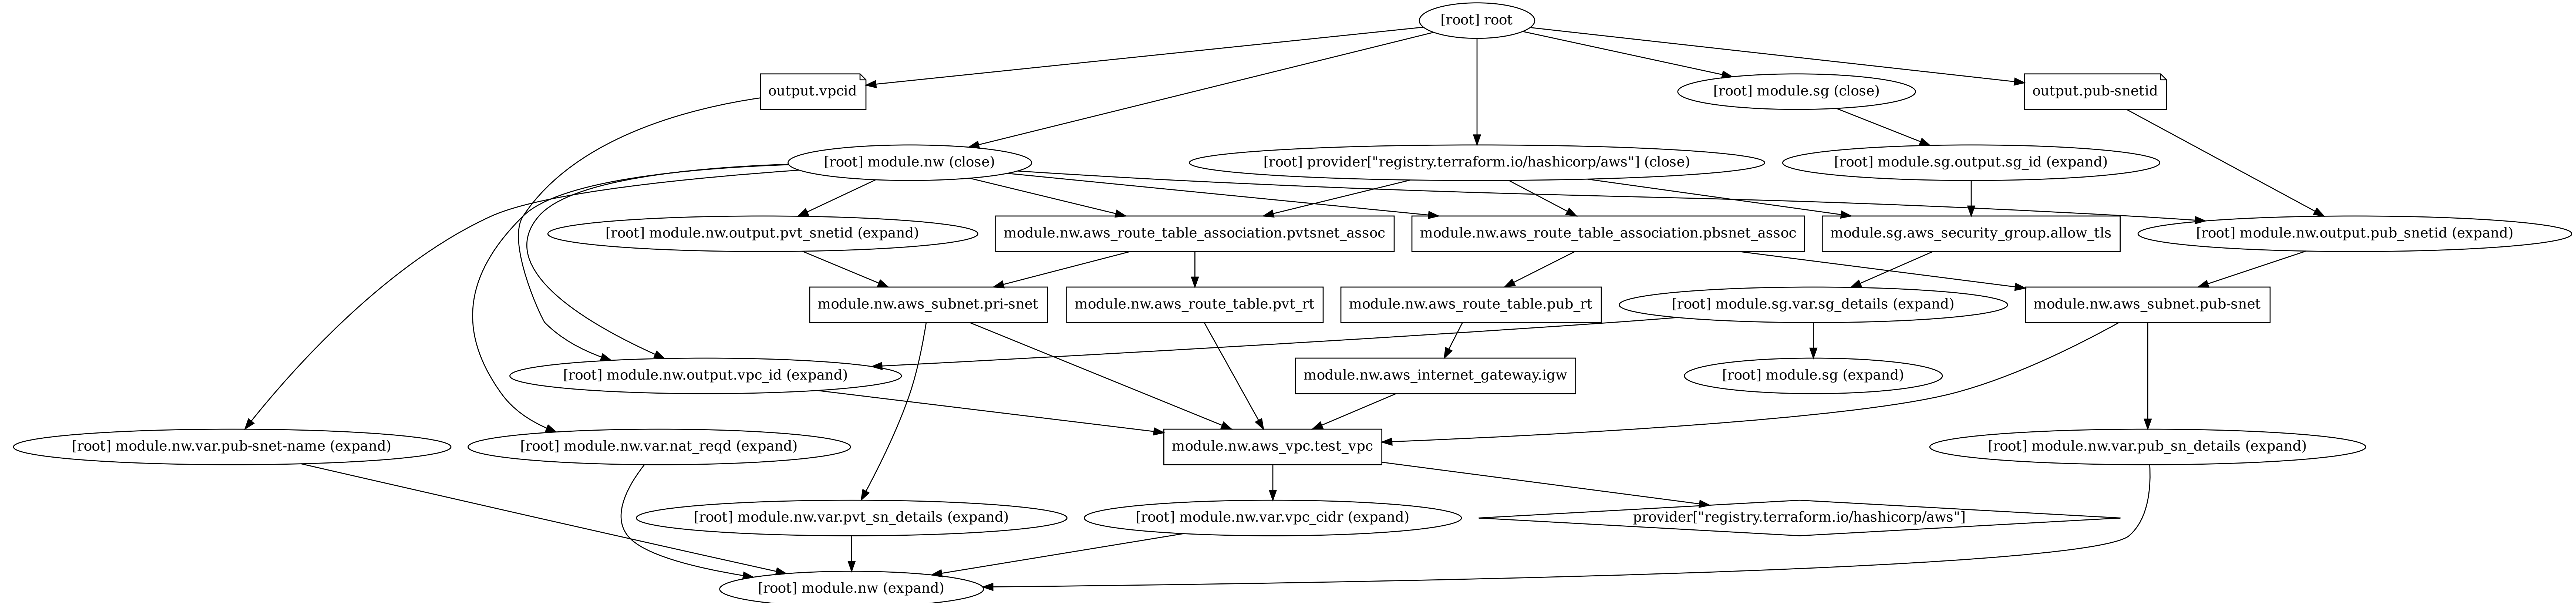 [root] root
output.vpcid
[root] module.sg (close)
output.pub-snetid
[root] module.nw (close)
[root] provider["registry.terraform.io/hashicorp/aws"] (close)
[root] module.sg.output.sg_id (expand)
[root] module.nw.output.pvt_snetid (expand)
module.nw.aws_route_table_association.pvtsnet_assoc
module.nw.aws_route_table_association.pbsnet_assoc
module.sg.aws_security_group.allow_tls
[root] module.nw.output.pub_snetid (expand)
module.nw.aws_subnet.pri-snet
module.nw.aws_route_table.pvt_rt
module.nw.aws_route_table.pub_rt
[root] module.sg.var.sg_details (expand)
module.nw.aws_subnet.pub-snet
[root] module.nw.output.vpc_id (expand)
module.nw.aws_internet_gateway.igw
[root] module.sg (expand)
[root] module.nw.var.pub-snet-name (expand)
[root] module.nw.var.nat_reqd (expand)
module.nw.aws_vpc.test_vpc
[root] module.nw.var.pub_sn_details (expand)
[root] module.nw.var.pvt_sn_details (expand)
[root] module.nw.var.vpc_cidr (expand)
provider["registry.terraform.io/hashicorp/aws"]
[root] module.nw (expand)